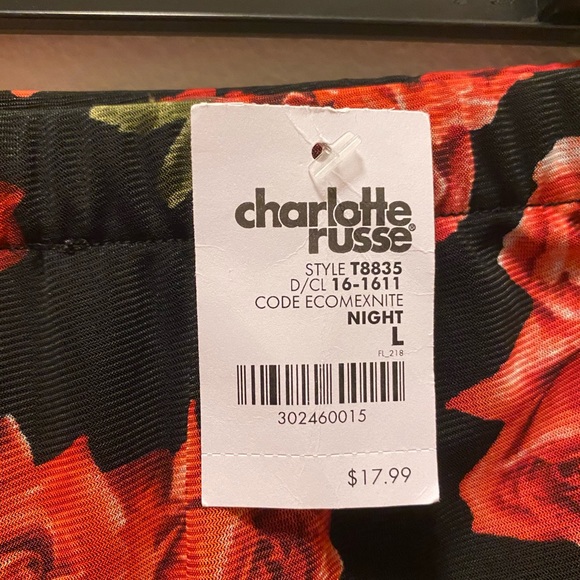 charlotte
russe®
STYLE T8835
D/CL 16-1611
CODE ECOMEXNITE
NIGHT
L
FL_218
302460015
$17.99